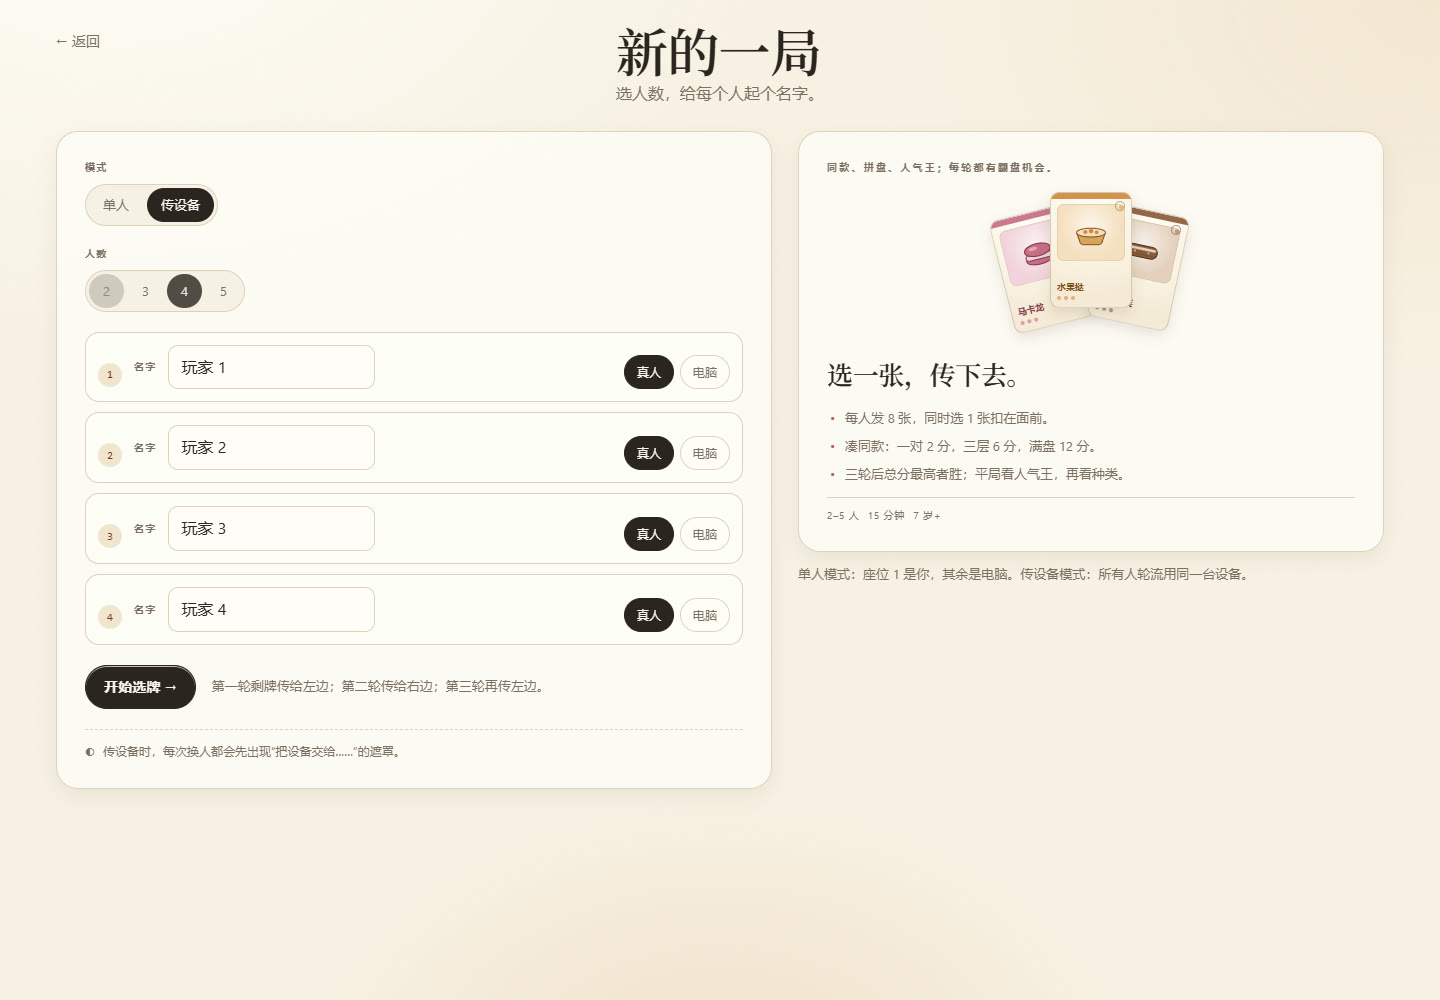 ← 返回
新的一局
选人数，给每个人起个名字。
模式
单人 传设备
人数
2 3 4 5
1 名字 玩家 1 真人 电脑
2 名字 玩家 2 真人 电脑
3 名字 玩家 3 真人 电脑
4 名字 玩家 4 真人 电脑
开始选牌 → 第一轮剩牌传给左边；第二轮传给右边；第三轮再传左边。
传设备时，每次换人都会先出现“把设备交给……”的遮罩。
同款、拼盘、人气王；每轮都有翻盘机会。
马卡龙
水果挞
选一张，传下去。
• 每人发 8 张，同时选 1 张扣在面前。
• 凑同款：一对 2 分，三层 6 分，满盘 12 分。
• 三轮后总分最高者胜；平局看人气王，再看种类。
2–5 人 15 分钟 7 岁+
单人模式：座位 1 是你，其余是电脑。传设备模式：所有人轮流用同一台设备。